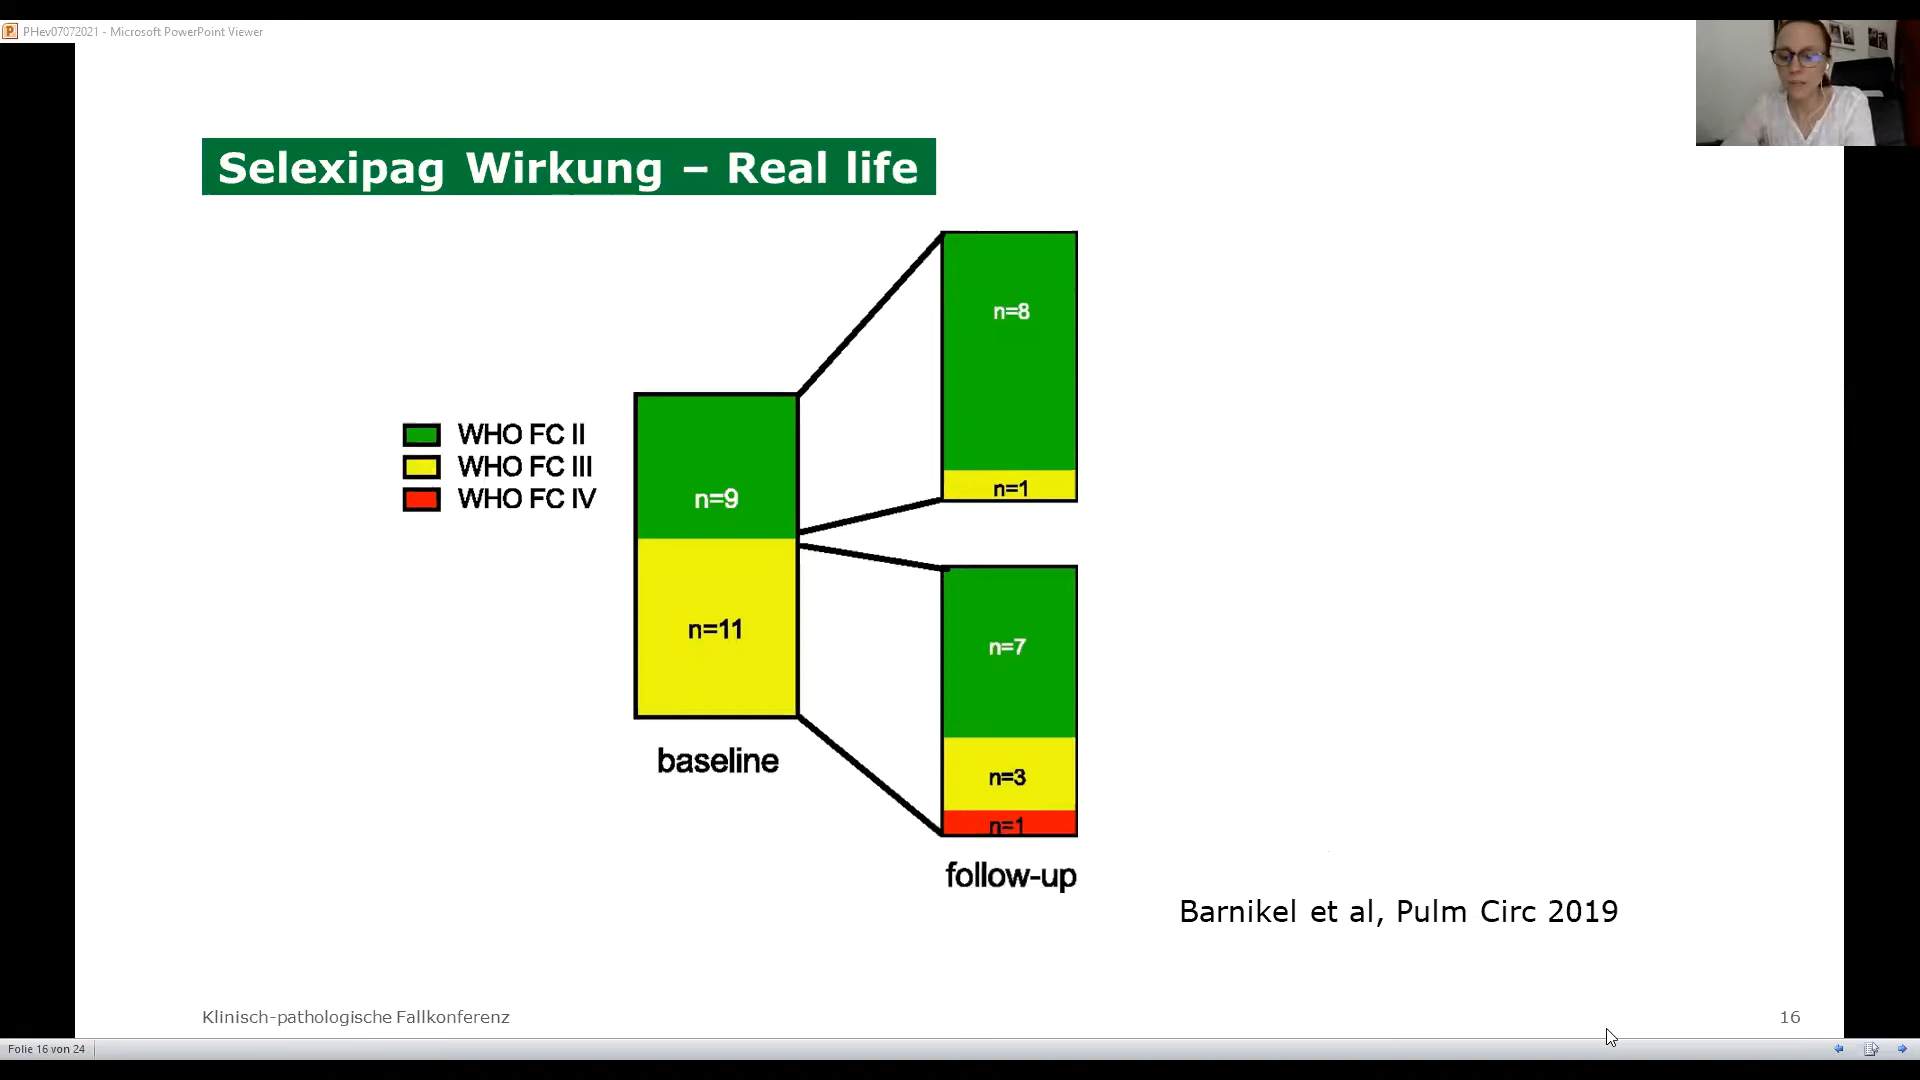 PHev07072021 - Microsoft PowerPoint Viewer
Selexipag Wirkung – Real life
n=8
n=1
WHO FC II
WHO FC III
WHO FC IV
n=9
n=11
baseline
n=7
n=3
n=1
follow-up
Barnikel et al, Pulm Circ 2019
Klinisch-pathologische Fallkonferenz
16
Folie 16 von 24